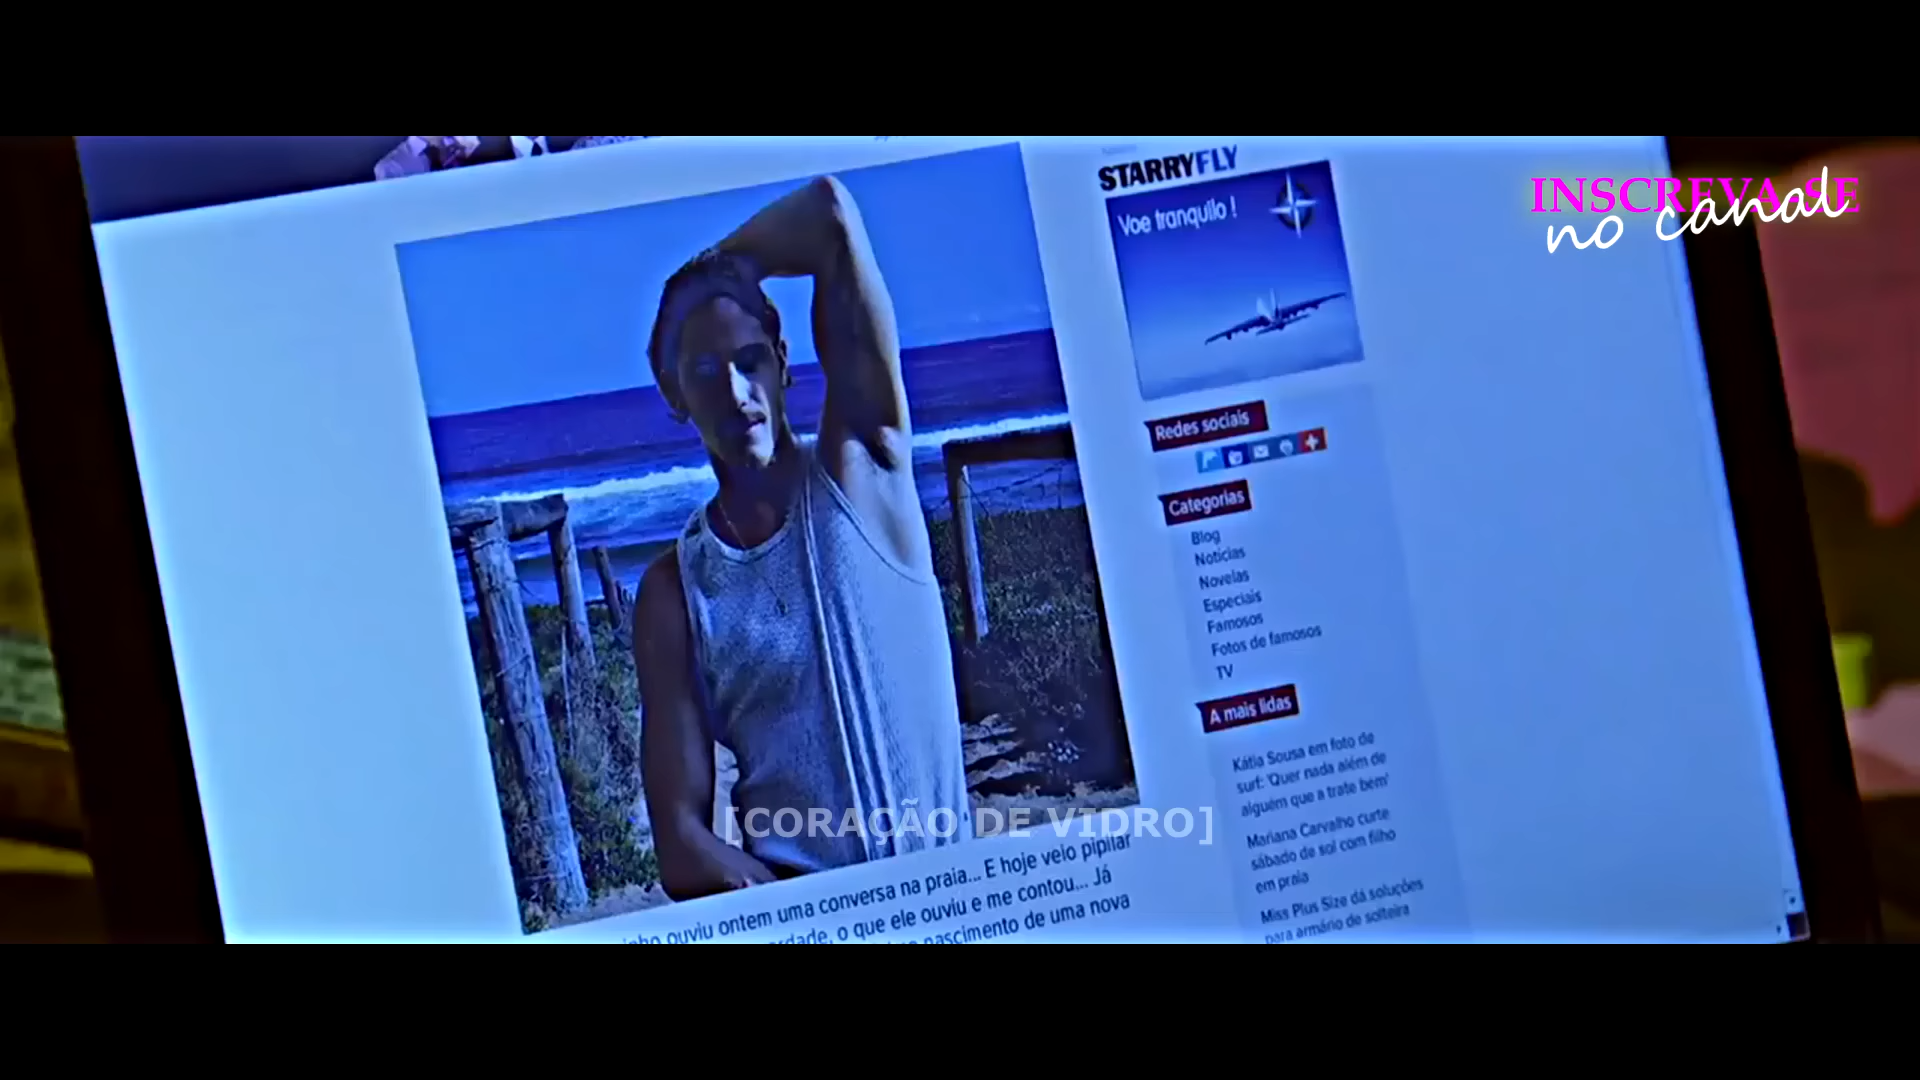 STARRYFLY
Voe tranquilo !
INSCREVA-SE
no canal
Redes sociais
Categorias
Blog
Notícias
Novelas
Especiais
Famosos
Fotos de famosos
TV
A mais lidas
Kátia Sousa em foto de
surf: 'Quer nada além de
alguém que a trate bem'
Mariana Carvalho curte
sábado de sol com filho
em praia
Miss Plus Size dá soluções
para armário de solteira
[CORAÇÃO DE VIDRO]
ouviu ontem uma conversa na praia... E hoje veio pipilar
o que ele ouviu e me contou... Já
nascimento de uma nova